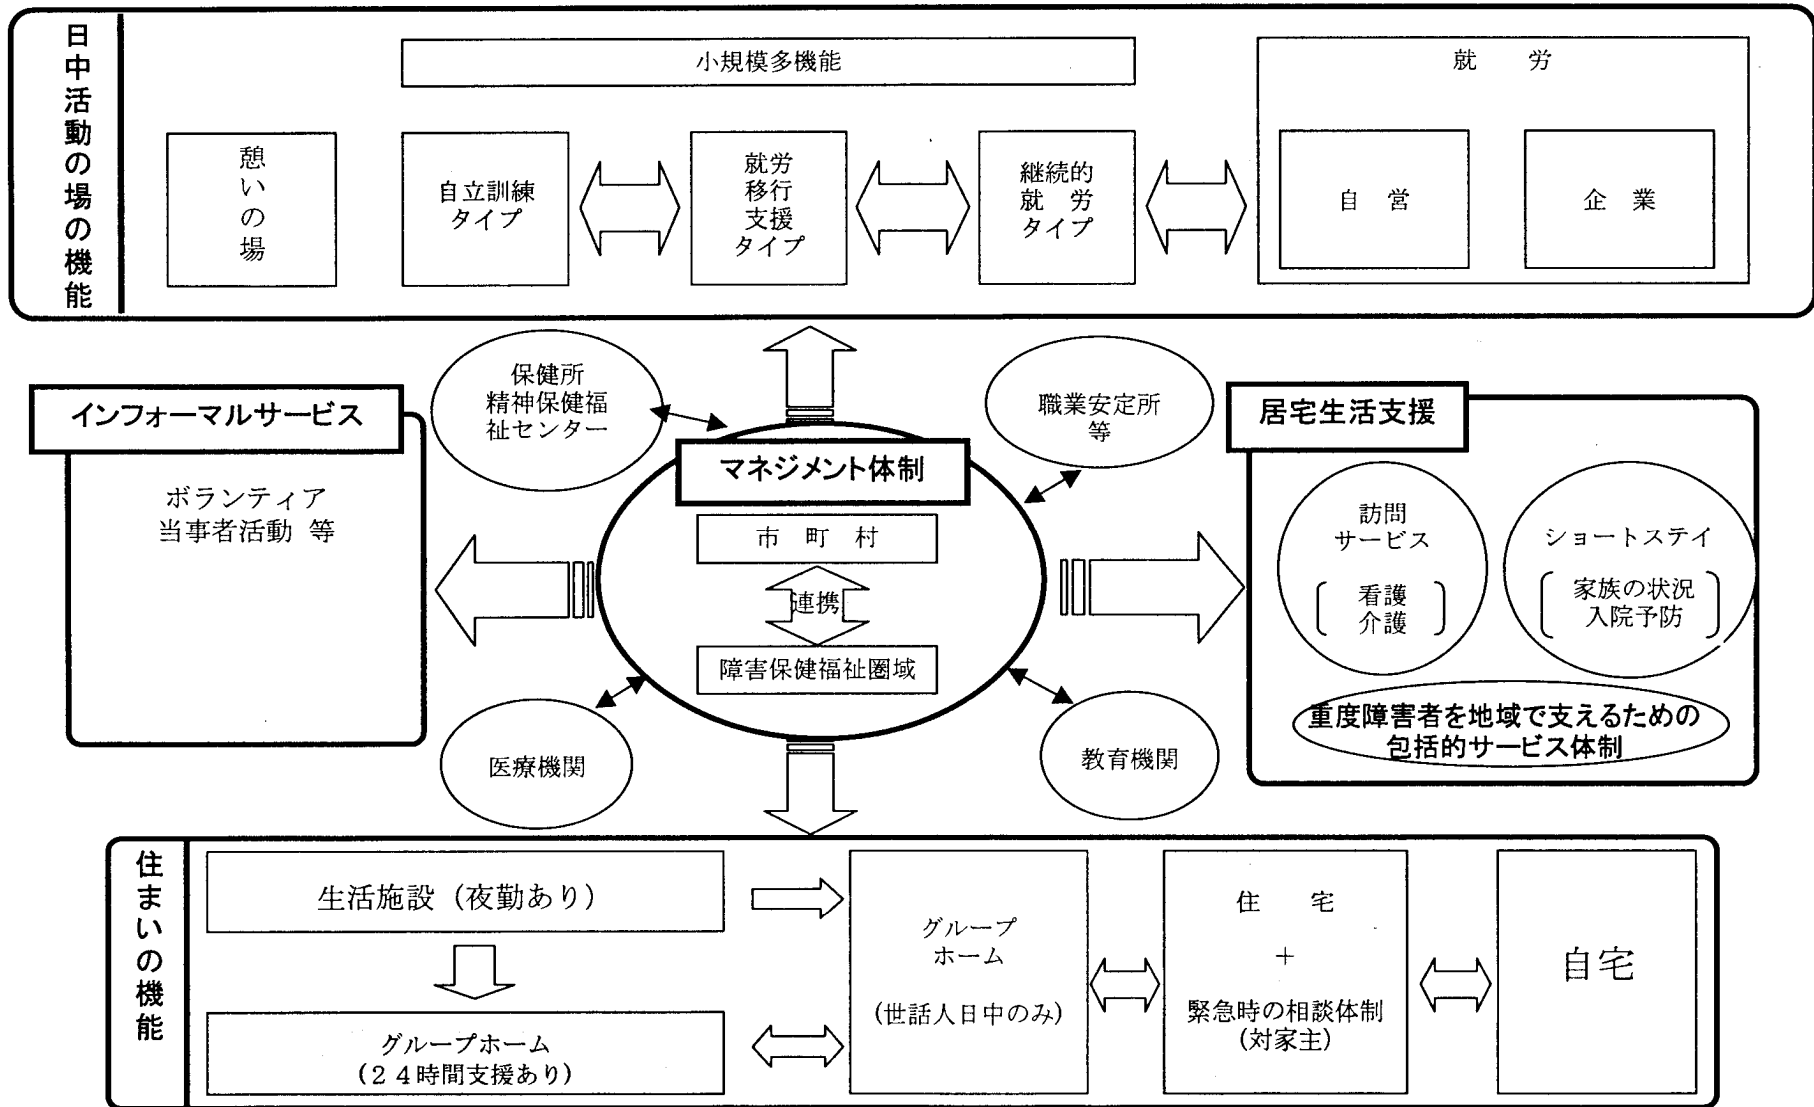 日中活動の場の機能
小規模多機能
就　労
憩いの場
自立訓練
タイプ
就労
移行
支援
タイプ
継続的
就　労
タイプ
自　営
企　業
保健所
精神保健福
祉センター
職業安定所
等
インフォーマルサービス
ボランティア
当事者活動 等
マネジメント体制
市　町　村
連携
障害保健福祉圏域
医療機関
教育機関
居宅生活支援
訪問
サービス
看護
介護
ショートステイ
家族の状況
入院予防
重度障害者を地域で支えるための
包括的サービス体制
住まいの機能
生活施設（夜勤あり）
グループホーム
(２４時間支援あり)
グループ
ホーム
(世話人日中のみ)
住　宅
+
緊急時の相談体制
(対家主)
自宅